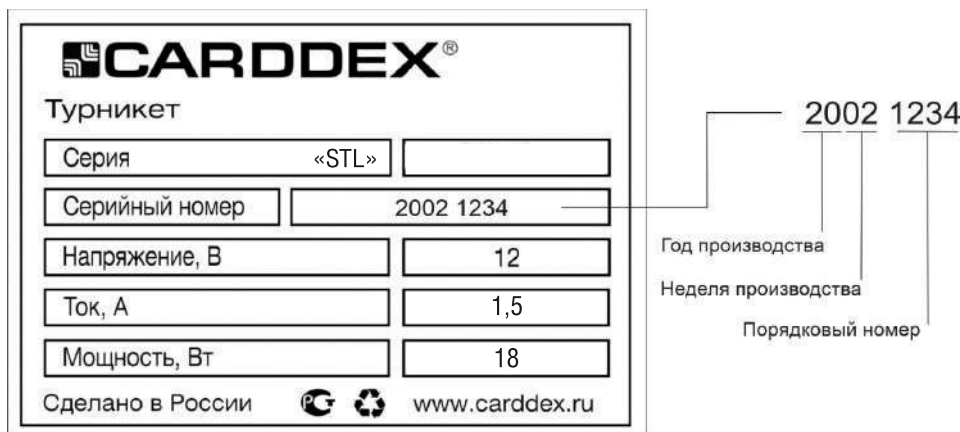 CARDDEX®
Турникет
Серия «STL»
Серийный номер 2002 1234
Напряжение, В 12
Ток, А 1,5
Мощность, Вт 18
Сделано в России РСТ www.carddex.ru
2002 1234
Год производства
Неделя производства
Порядковый номер